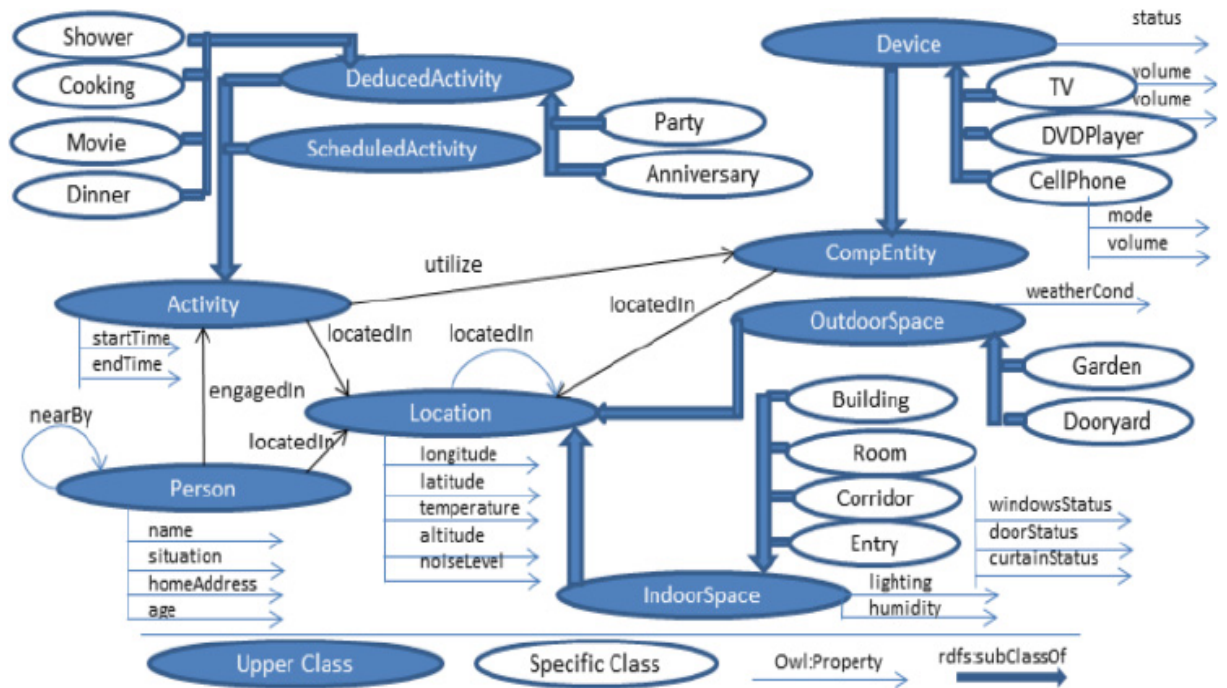 Shower
Cooking
Movie
Dinner
DeducedActivity
ScheduledActivity
Party
Anniversary
Device
status
TV
volume
volume
DVDPlayer
CellPhone
mode
volume
CompEntity
utilize
Activity
startTime
endTime
locatedIn
locatedIn
locatedIn
weatherCond
OutdoorSpace
Garden
Dooryard
engagedIn
nearBy
locatedIn
Location
longitude
latitude
temperature
altitude
noiseLevel
Person
name
situation
homeAddress
age
Building
Room
Corridor
Entry
windowsStatus
doorStatus
curtainStatus
IndoorSpace
lighting
humidity
Upper Class
Specific Class
Owl:Property
rdfs:subClassOf